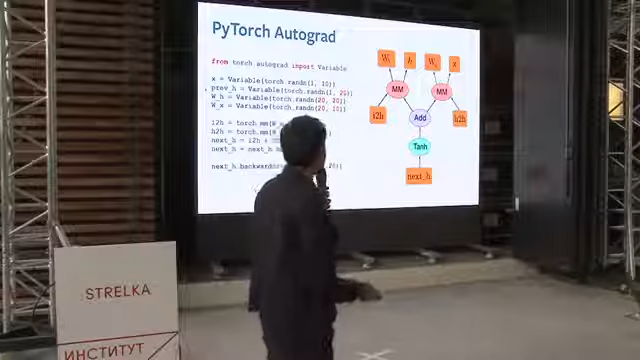 PyTorch Autograd
from torch autograd import Variable
x = Variable(torch.randn(1, 10))
prev_h = Variable(torch.randn(1, 20))
W_h = Variable(torch.randn(20, 20))
W_x = Variable(torch.randn(20, 10))
i2h = torch.mm(W_
h2h = torch.mm(W_
next_h = i2h +
next_h = next_h
next_h.backward(
h
x
MM
MM
i2h
h2h
Add
Tanh
next_h
STRELKA
ИНСТИТУТ